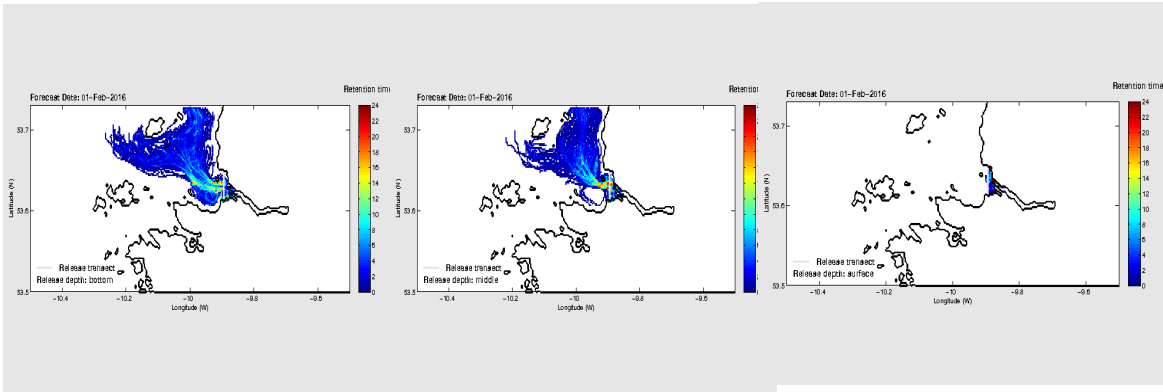 Retention time
Forecast Date: 01-Feb-2016
24
22
20
18
16
14
12
10
8
6
4
2
0
53.7
53.6
53.5
Latitude (N)
Release transect
Release depth: bottom
-10.4
-10.2
-10
-9.8
-9.6
Longitude (W)
Retention
Forecast Date: 01-Feb-2016
53.7
53.6
53.5
Latitude (N)
Release transect
Release depth: middle
-10.4
-10.2
-10
-9.8
-9.6
Longitude (W)
Retention time
Forecast Date: 01-Feb-2016
24
22
20
18
16
14
12
10
8
6
4
2
0
53.7
53.6
53.5
Latitude (N)
Release transect
Release depth: surface
-10.4
-10.2
-10
-9.8
-9.6
Longitude (W)